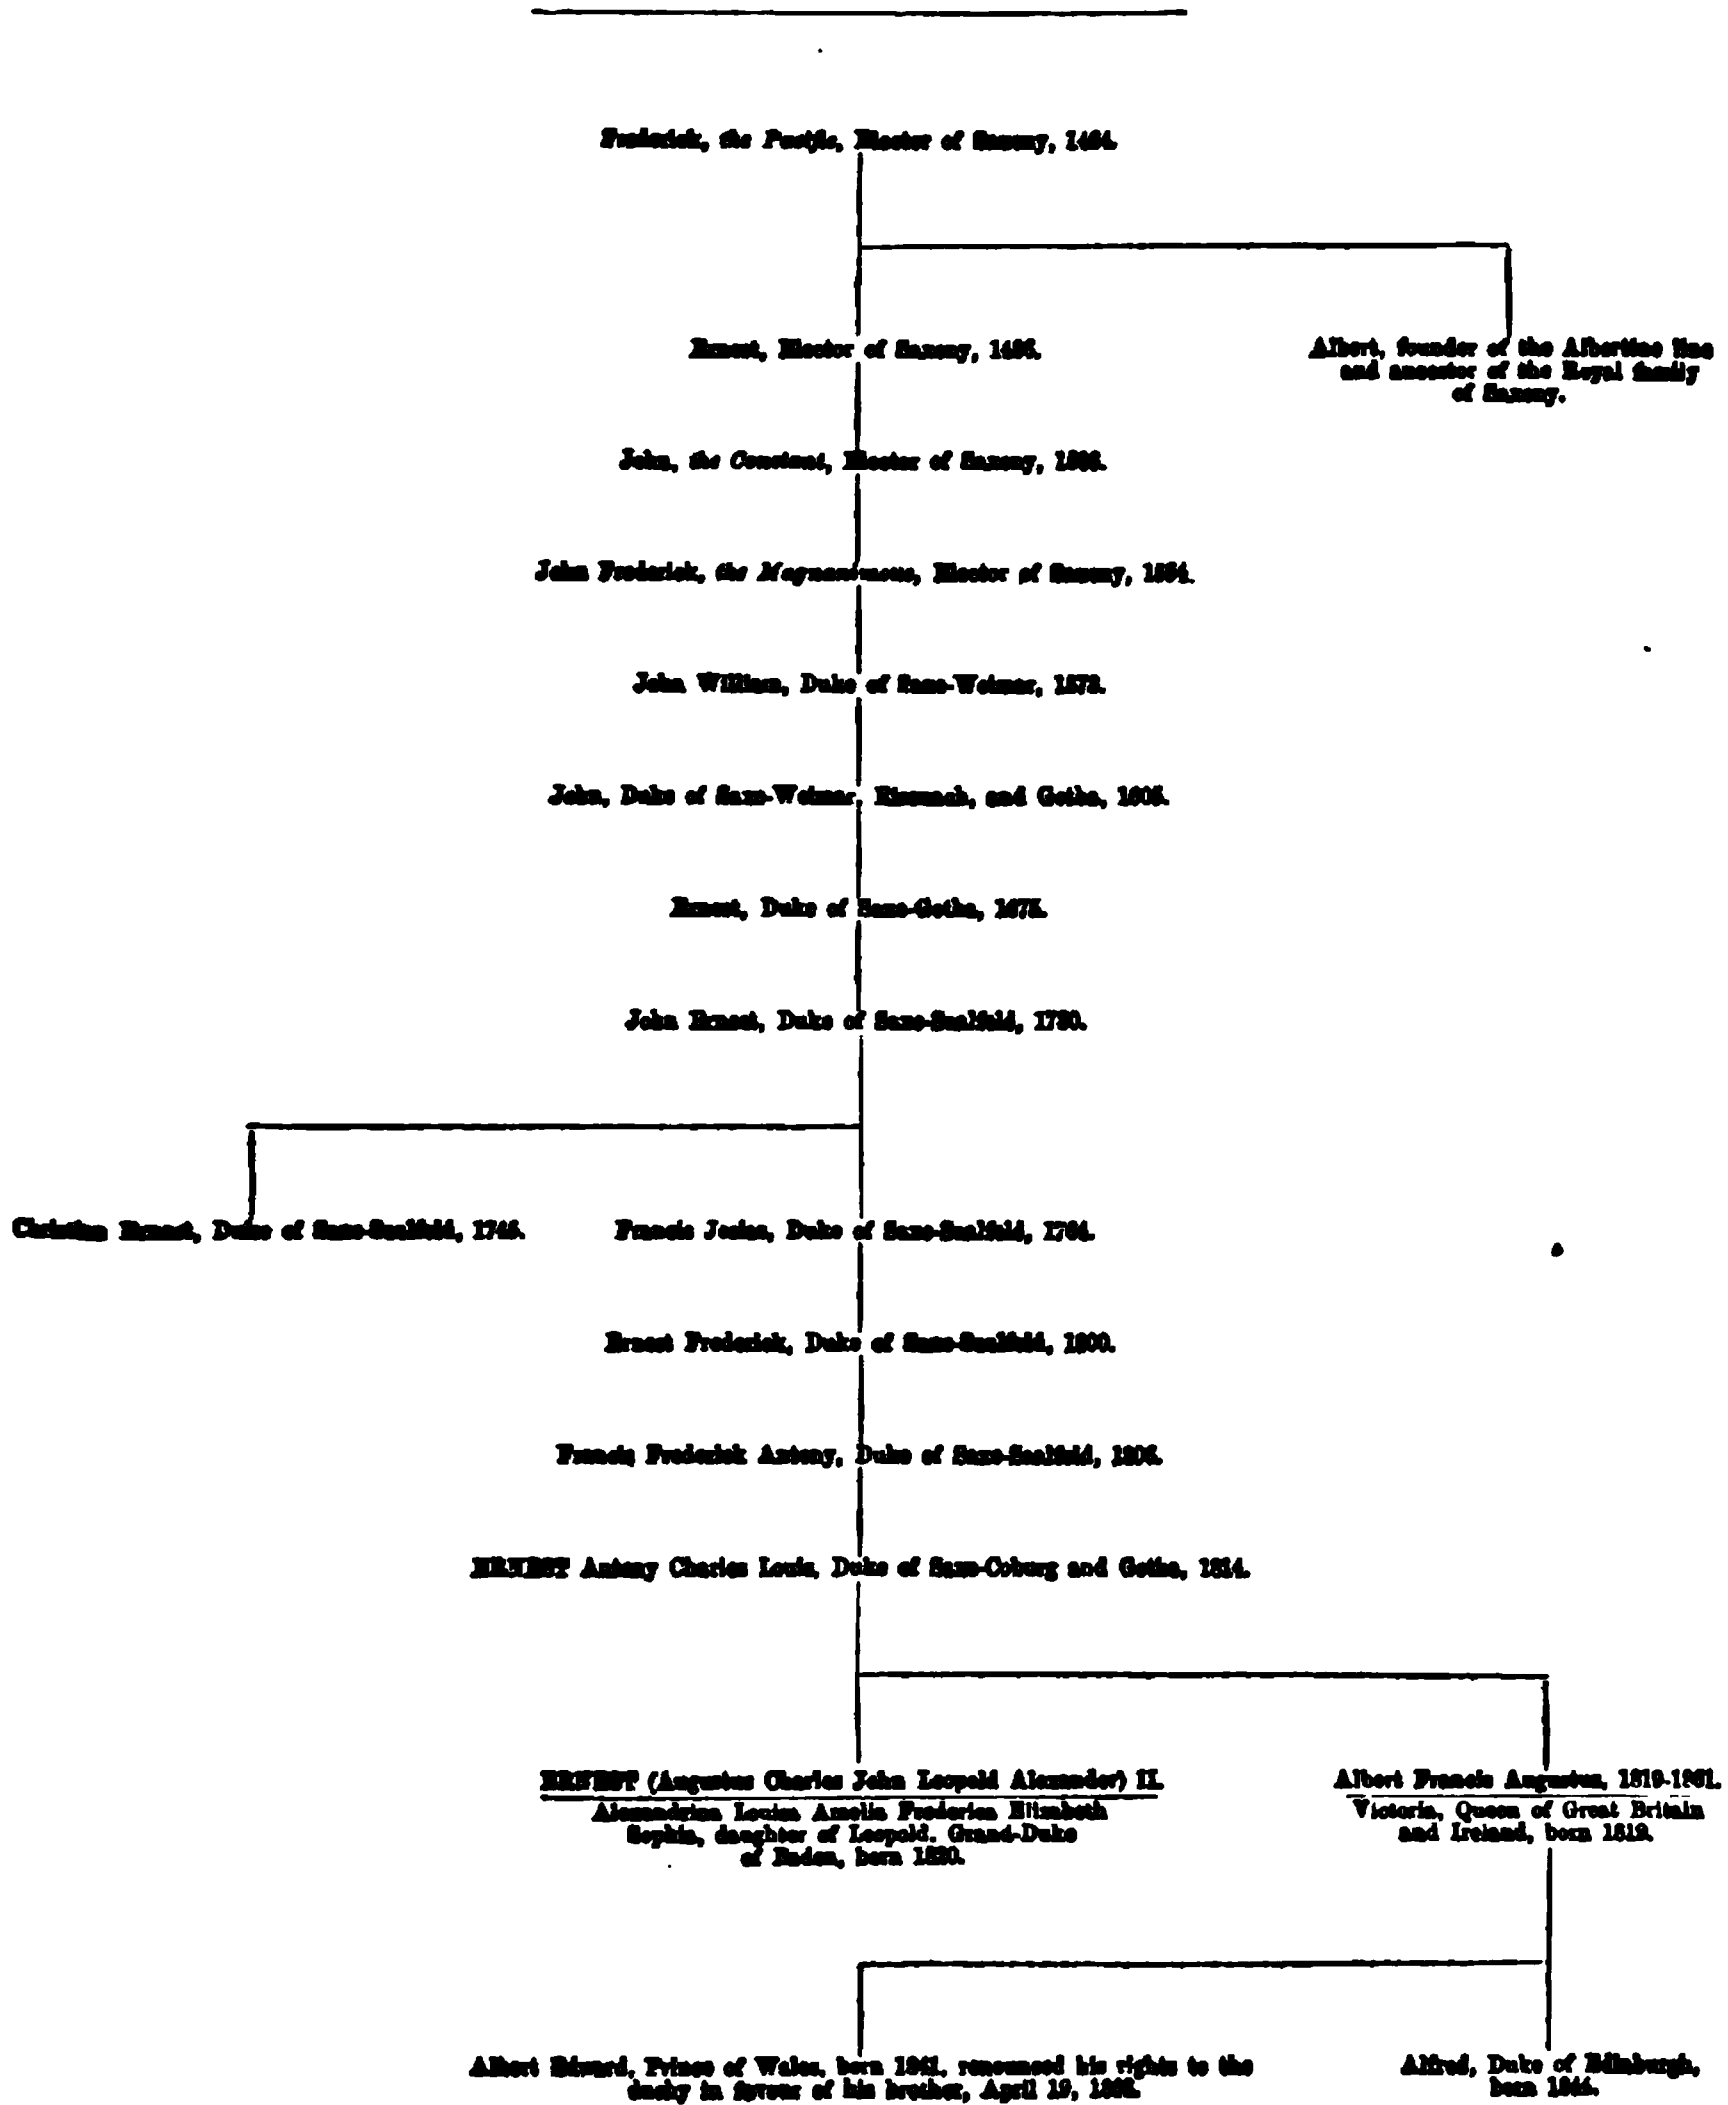 Frederick, the Pacific, Elector of Saxony, 1464.
Ernest, Elector of Saxony, 1486.
Albert, founder of the Albertine line
and ancestor of the Royal family
of Saxony.
John, the Constant, Elector of Saxony,
John Frederick, the Magnanimous, Elector of Saxony, 1554.
John William, Duke of Saxe-Weimar, 1573.
John, Duke of Saxe-Weimar, Eisenach, and Gotha, 1605.
Ernest, Duke of Saxe-Gotha, 1675.
John Ernest, Duke of Saxe-Saalfeld,
Christian Ernest, Duke of Saxe-Saalfeld, 1745.
Francis Josias, Duke of Saxe-Saalfeld, 1764.
Ernest Frederick, Duke of Saxe-Saalfeld, 1800.
Francis Frederick Antony, Duke of Saxe-Saalfeld, 1806.
ERNEST Antony Charles Louis, Duke of Saxe-Coburg and Gotha,
ERNEST (Augustus Charles John Leopold Alexander) II.
Alexandrina Louisa Amelia Frederica Elizabeth
Sophia, daughter of Leopold, Grand-Duke
of Baden, born 1820.
Albert Francis Augustus, 1819-1861.
Victoria, Queen of Great Britain
and Ireland, born 1819.
Albert Edward, Prince of Wales, born 1841, renounced his rights to the
duchy in favour of his brother, April 19,
Alfred, Duke of Edinburgh,
born 1844.